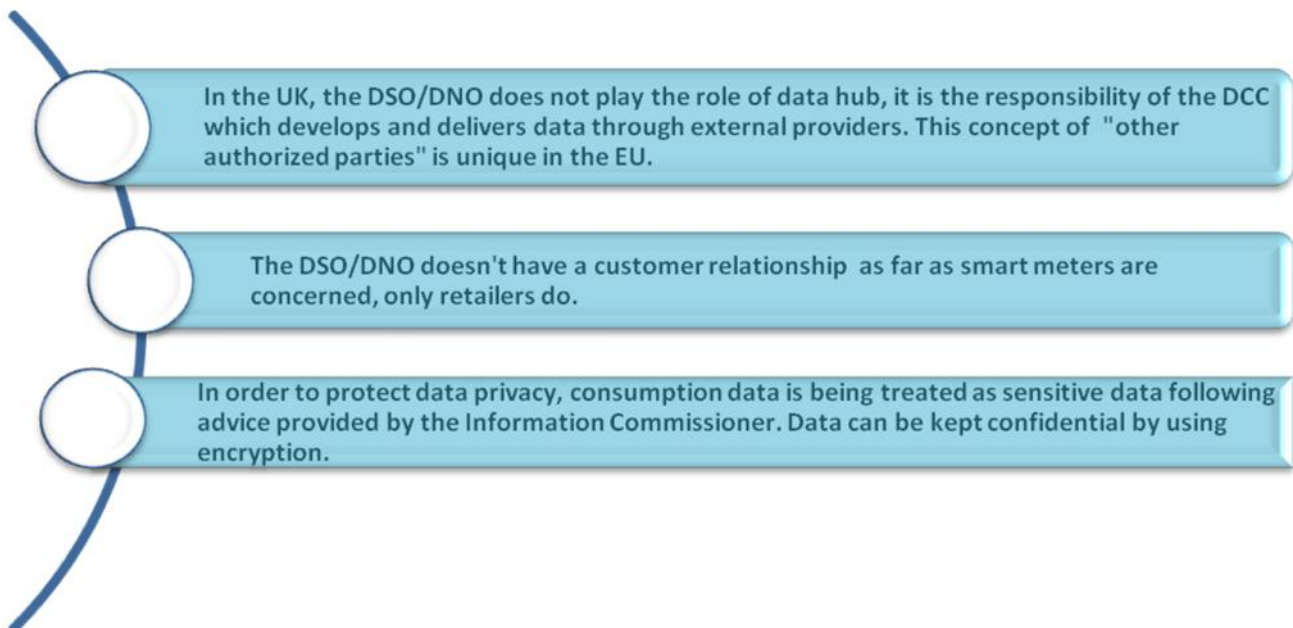 In the UK, the DSO/DNO does not play the role of data hub, it is the responsibility of the DCC
which develops and delivers data through external providers. This concept of  "other
authorized parties" is unique in the EU.
The DSO/DNO doesn't have a customer relationship  as far as smart meters are
concerned, only retailers do.
In order to protect data privacy, consumption data is being treated as sensitive data following
advice provided by the Information Commissioner. Data can be kept confidential by using
encryption.